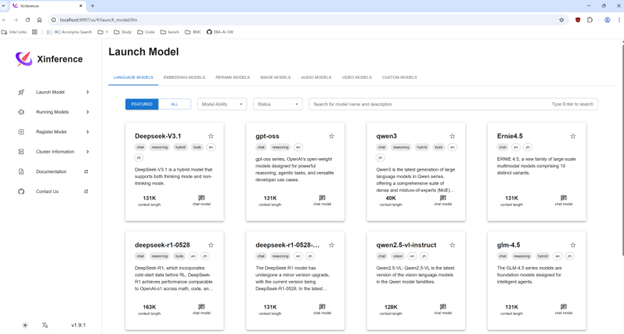 Xinference
localhost:9997/ui/#/launch_model/llm
Intel Links
IRC Acronyms Search
Study
Code
Xinference
Launch Model
Running Models
Register Model
Cluster Information
Documentation
Contact Us
v1.9.1
Launch Model
LANGUAGE MODELS EMBEDDING MODELS RERANK MODELS IMAGE MODELS AUDIO MODELS VIDEO MODELS CUSTOM MODELS
FEATURED ALL Model Ability Status Search for model name and description. Type Enter to search
Deepseek-V3.1
chat reasoning hybrid tools en
zh
DeepSeek-V3.1 is a hybrid model that
supports both thinking mode and non-
thinking mode.
131K
context length
chat model
gpt-oss
chat reasoning en
gpt-oss series, OpenAI's open-weight
models designed for powerful
reasoning, agentic tasks, and versatile
developer use cases.
131K
context length
chat model
qwen3
chat reasoning hybrid tools en
zh
Qwen3 is the latest generation of large
language models in Qwen series,
offering a comprehensive suite of
dense and mixture-of-experts (MoE)...
40K
context length
chat model
Ernie4.5
chat en zh
ERNIE 4.5, a new family of large-scale
multimodal models comprising 10
distinct variants.
131K
context length
chat model
deepseek-r1-0528
chat reasoning tools en zh
DeepSeek-R1, which incorporates
cold-start data before RL. DeepSeek-
R1 achieves performance comparable
to OpenAI-o1 across math, code, an...
163K
context length
chat model
deepseek-r1-0528-...
chat reasoning en zh
The DeepSeek R1 model has
undergone a minor version upgrade,
with the current version being
DeepSeek-R1-0528. In the latest...
131K
context length
chat model
qwen2.5-vl-instruct
chat vision en zh
Qwen2.5-VL: Qwen2.5-VL is the latest
version of the vision language models
in the Qwen model familities.
128K
context length
chat model
glm-4.5
chat reasoning hybrid en zh
The GLM-4.5 series models are
foundation models designed for
intelligent agents.
131K
context length
chat model